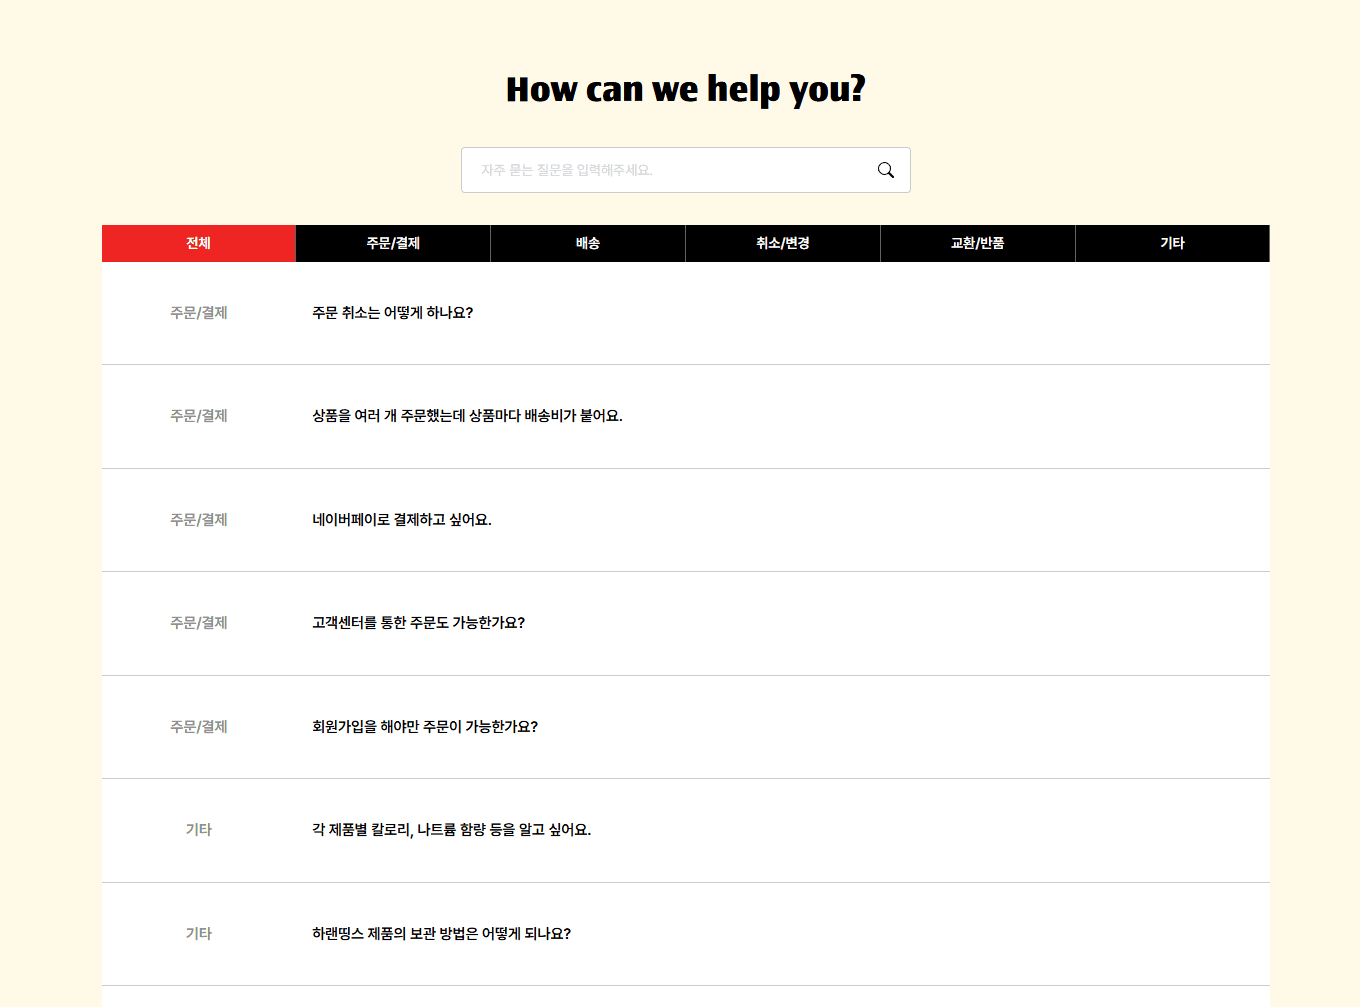 How can we help you?
자주 묻는 질문을 입력해주세요.
전체 주문/결제 배송 취소/변경 교환/반품 기타
주문/결제 주문 취소는 어떻게 하나요?
주문/결제 상품을 여러 개 주문했는데 상품마다 배송비가 붙어요.
주문/결제 네이버페이로 결제하고 싶어요.
주문/결제 고객센터를 통한 주문도 가능한가요?
주문/결제 회원가입을 해야만 주문이 가능한가요?
기타 각 제품별 칼로리, 나트륨 함량 등을 알고 싶어요.
기타 하랜띵스 제품의 보관 방법은 어떻게 되나요?